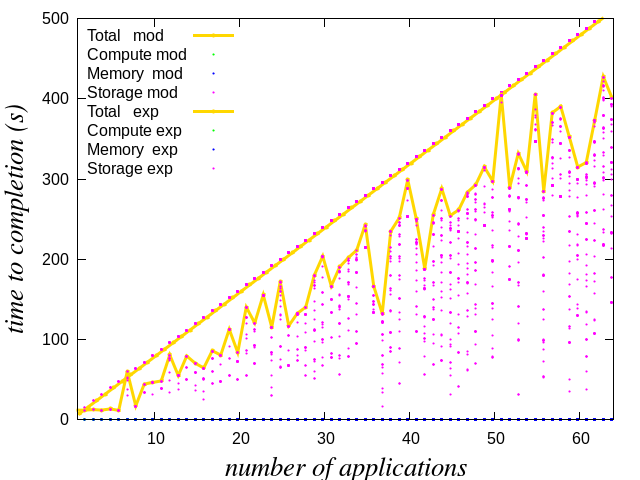 500
400
300
200
100
0
Total mod
Compute mod
Memory mod
Storage mod
Total exp
Compute exp
Memory exp
Storage exp
time to completion (s)
10 20 30 40 50 60
number of applications